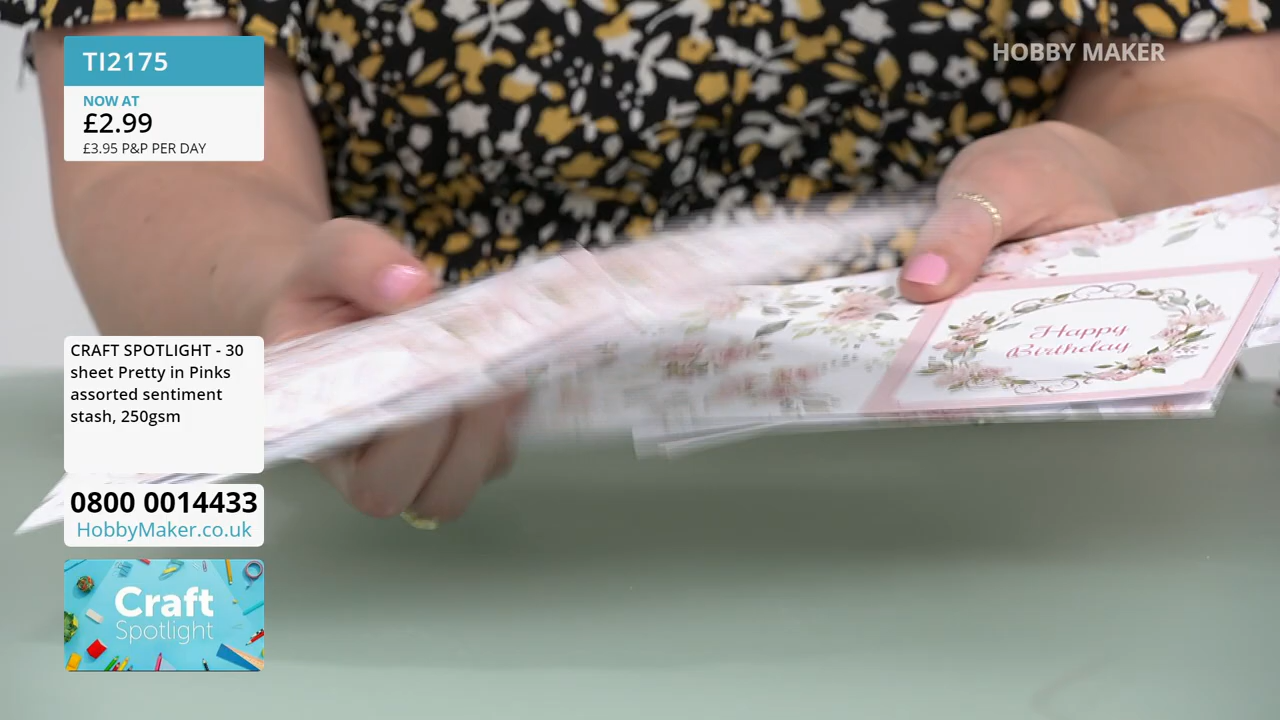 TI2175
NOW AT
£2.99
£3.95 P&P PER DAY
HOBBY MAKER
Happy
Birthday
CRAFT SPOTLIGHT - 30
sheet Pretty in Pinks
assorted sentiment
stash, 250gsm
0800 0014433
HobbyMaker.co.uk
Craft
Spotlight